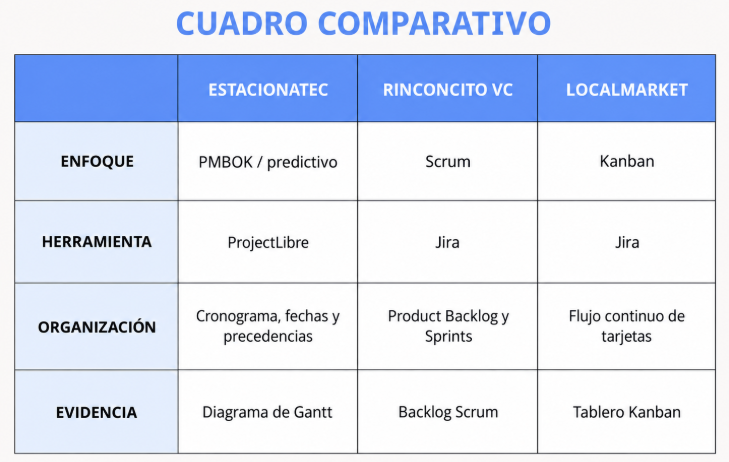 CUADRO COMPARATIVO
ESTACIONATEC RINCONCITO VC LOCALMARKET
ENFOQUE PMBOK / predictivo Scrum Kanban
HERRAMIENTA ProjectLibre Jira Jira
ORGANIZACIÓN Cronograma, fechas y precedencias Product Backlog y Sprints Flujo continuo de tarjetas
EVIDENCIA Diagrama de Gantt Backlog Scrum Tablero Kanban